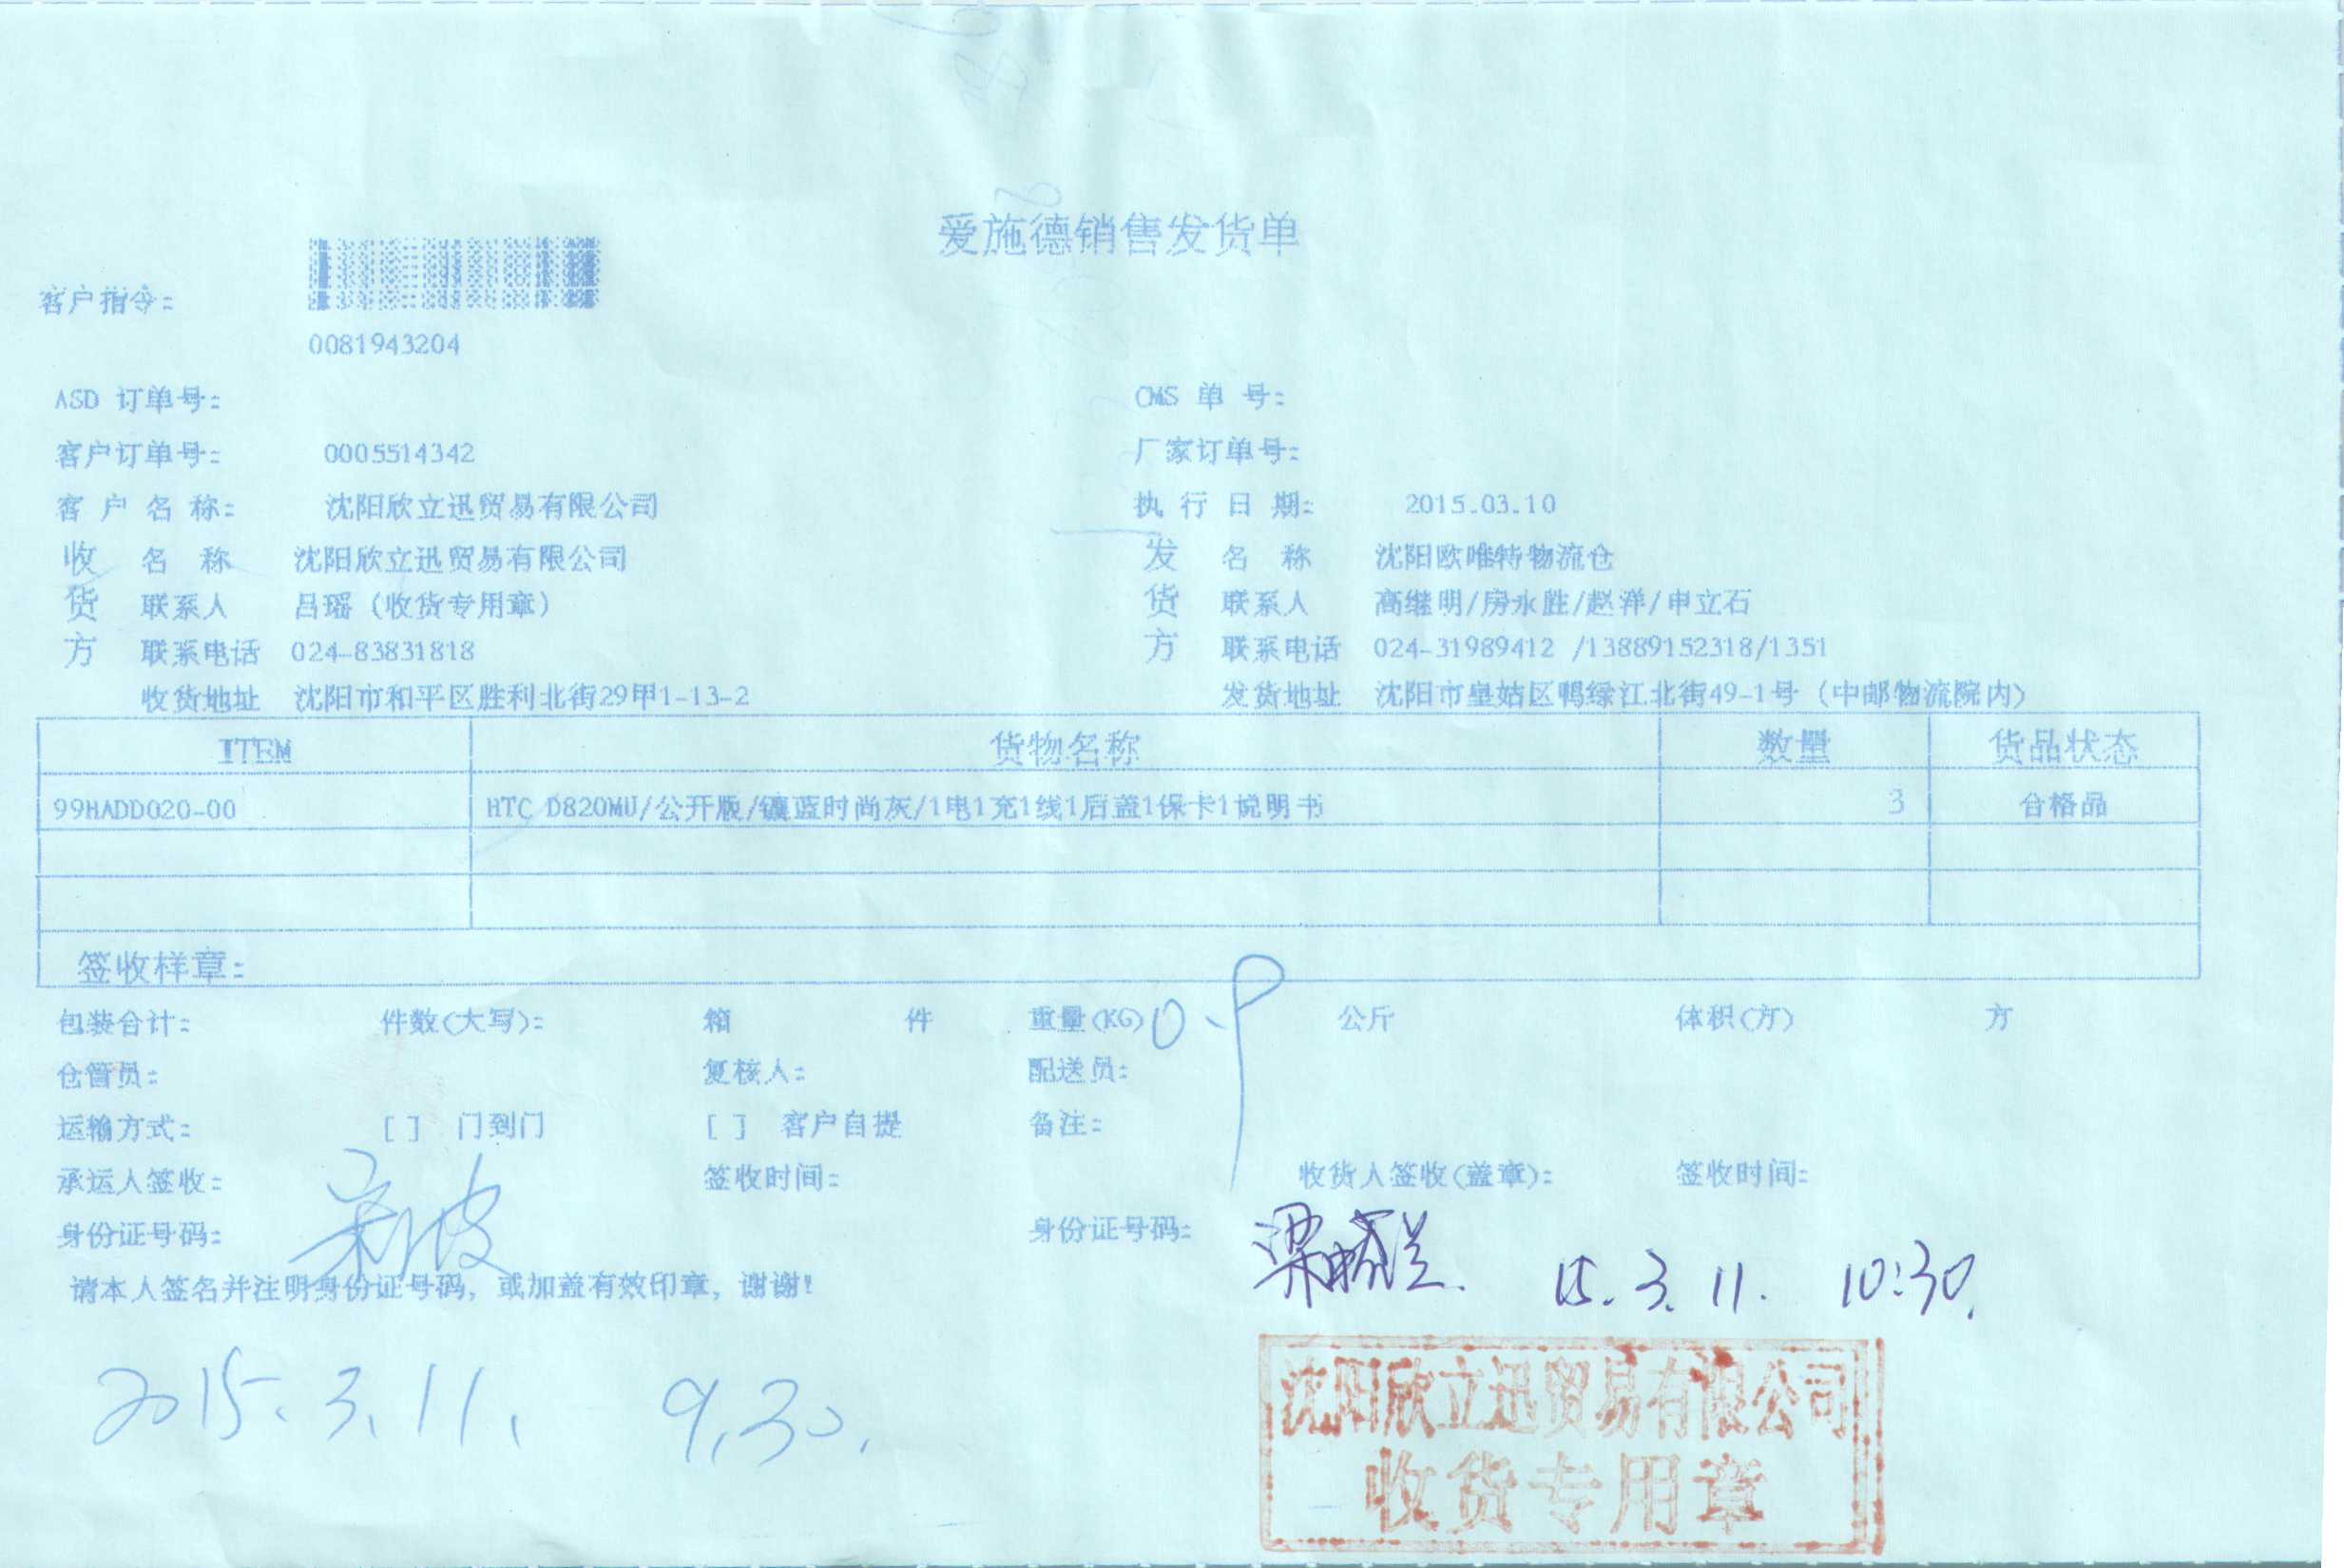 爱施德销售发货单
客户指令:
0081943204
ASD 订单号:
CMS 单 号:
客户订单号: 0005514342
厂家订单号:
客 户 名 称: 沈阳欣立迅贸易有限公司
执 行 日 期: 2015.03.10
收货方
名 称 沈阳欣立迅贸易有限公司
联系人 吕瑶（收货专用章）
联系电话 024-83831818
收货地址 沈阳市和平区胜利北街29甲1-13-2
发货方
名 称 沈阳欧唯特物流仓
联系人 高继明/房永胜/赵洋/申立石
联系电话 024-31989412 /13889152318/1351
发货地址 沈阳市皇姑区鸭绿江北街49-1号（中邮物流院内）
ITEM 货物名称 数量 货品状态
99HADD020-00 HTC D820MU/公开版/镶蓝时尚灰/1电1充1线1后盖1保卡1说明书 3 合格品
签收样章:
包装合计: 件数(大写): 箱 件 重量(KG) 0.9 公斤 体积(方) 方
仓管员: 复核人: 配送员:
运输方式: [ ] 门到门 [ ] 客户自提 备注:
承运人签收: 签收时间: 收货人签收(盖章): 签收时间:
身份证号码: 身份证号码:
15.3.11. 10:30.
请本人签名并注明身份证号码, 或加盖有效印章, 谢谢!
2015.3.11. 9.30.
沈阳欣立迅贸易有限公司
收货专用章